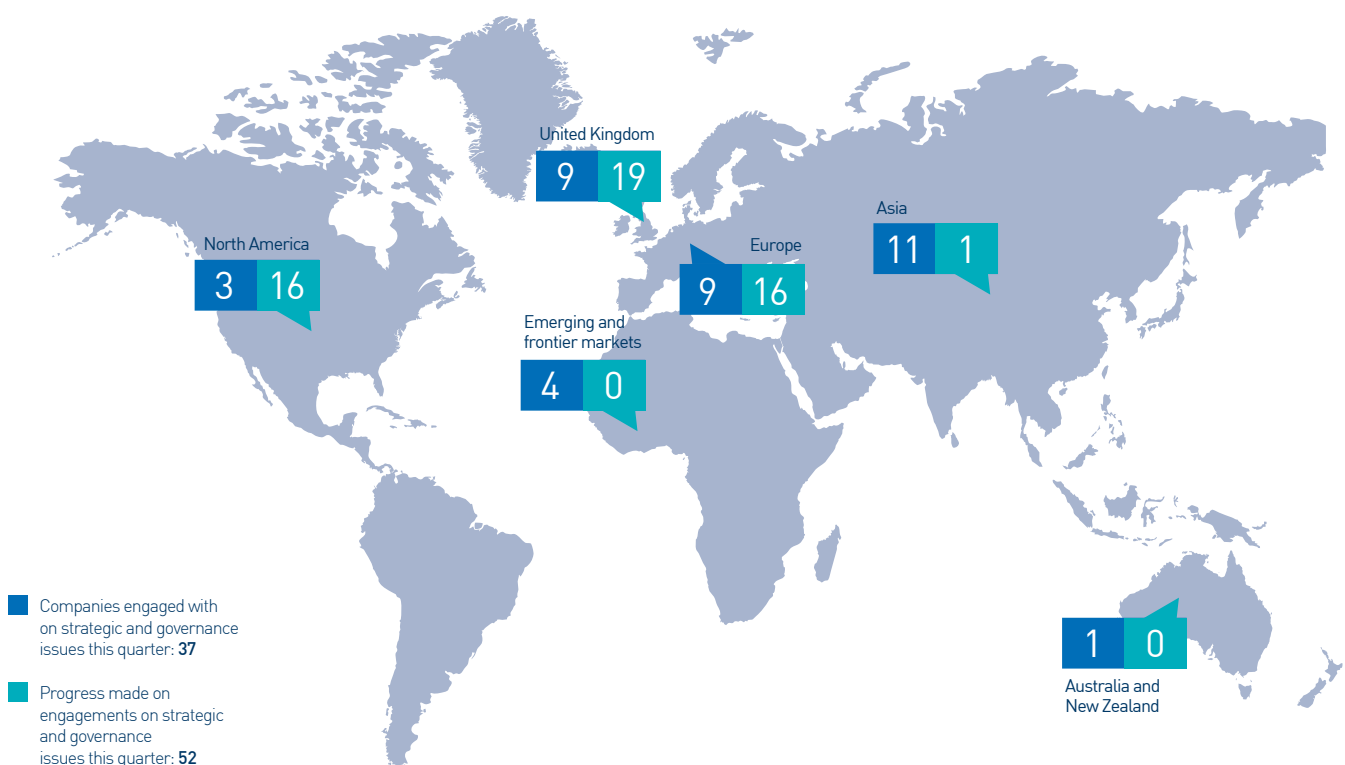 United Kingdom
9 19
Asia
11 1
North America
3 16
Europe
9 16
Emerging and
frontier markets
4 0
Companies engaged with
on strategic and governance
issues this quarter: 37
1 0
Australia and
New Zealand
Progress made on
engagements on strategic
and governance
issues this quarter: 52